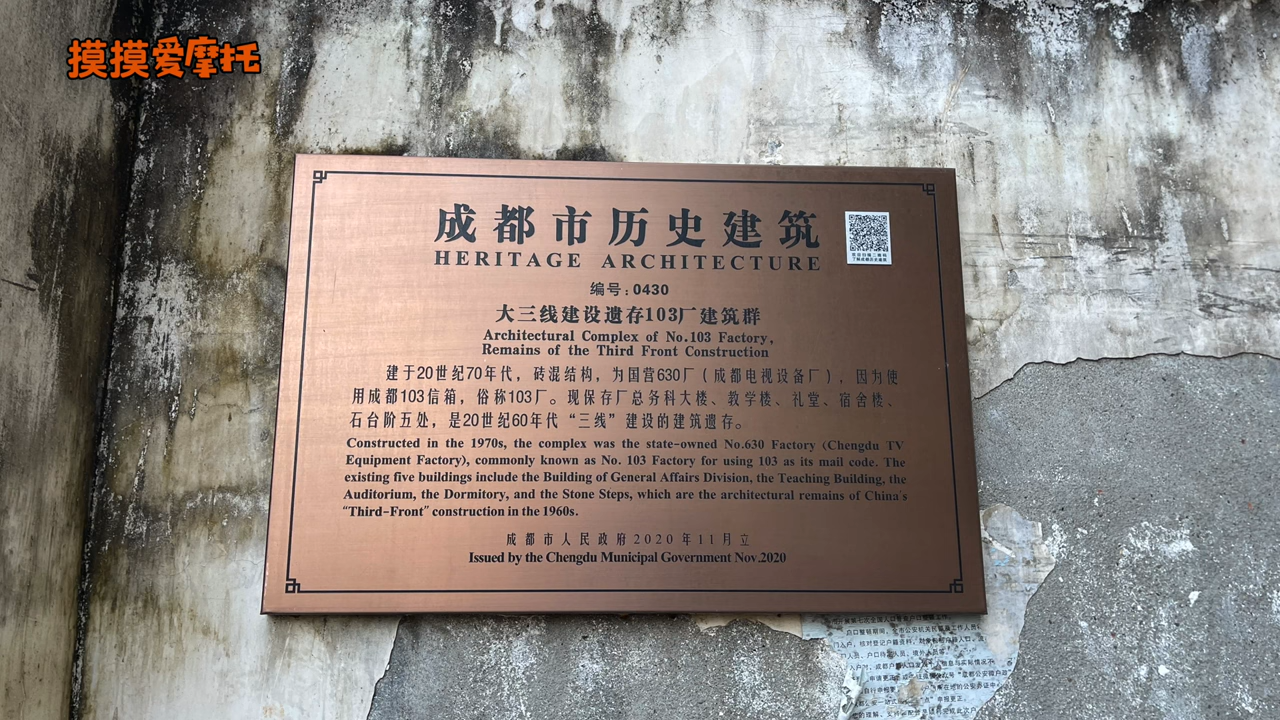 摸摸爱摩托
成都市历史建筑
HERITAGE ARCHITECTURE
编号:0430
大三线建设遗存103厂建筑群
Architectural Complex of No.103 Factory,
Remains of the Third Front Construction
建于20世纪70年代,砖混结构,为国营630厂(成都电视设备厂),因为使
用成都103信箱,俗称103厂。现保存厂总务科大楼、教学楼、礼堂、宿舍楼、
石台阶五处,是20世纪60年代“三线”建设的建筑遗存。
Constructed in the 1970s, the complex was the state-owned No.630 Factory (Chengdu TV
Equipment Factory), commonly known as No. 103 Factory for using 103 as its mail code. The
existing five buildings include the Building of General Affairs Division, the Teaching Building, the
Auditorium, the Dormitory, and the Stone Steps, which are the architectural remains of China's
“Third-Front” construction in the 1960s.
成都市人民政府2020年11月立
Issued by the Chengdu Municipal Government Nov.2020